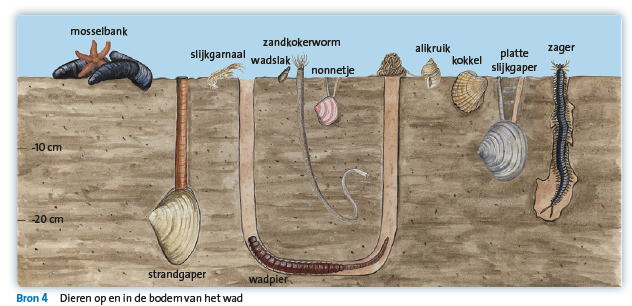 mosselbank
slijkgarnaal
zandkokerworm
wadslak
nonnetje
alikruik
kokkel
platte
slijkgaper
zager
-10 cm
-20 cm
strandgaper
wadpier
Bron 4 Dieren op en in de bodem van het wad